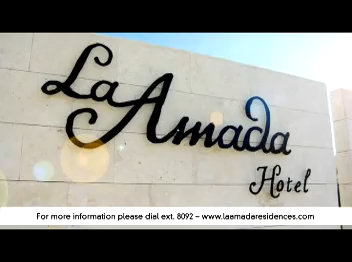 La Amada
Hotel
For more information please dial ext. 8092 – www.laamadaresidences.com